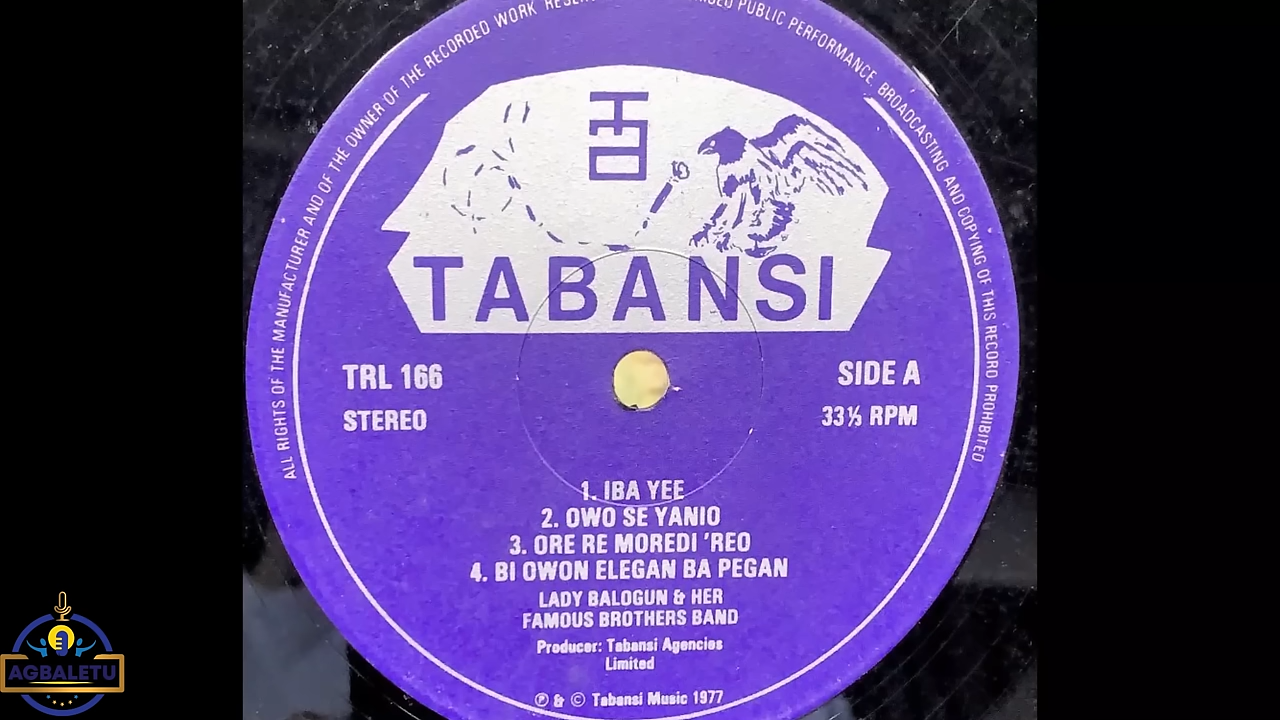 ALL RIGHTS OF THE MANUFACTURER AND OF THE OWNER OF THE RECORDED WORK
PUBLIC PERFORMANCE, BROADCASTING AND COPYING OF THIS RECORD PROHIBITED
TABANSI
TRL 166
STEREO
SIDE A
33⅓ RPM
1. IBA YEE
2. OWO SE YANIO
3. ORE RE MOREDI 'REO
4. BI OWON ELEGAN BA PEGAN
LADY BALOGUN & HER
FAMOUS BROTHERS BAND
Producer: Tabansi Agencies
Limited
Ⓟ & © Tabansi Music 1977
AGBALETU